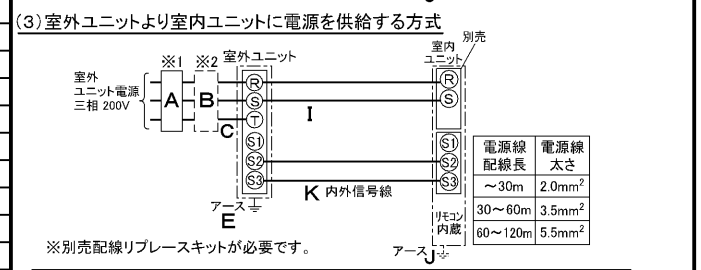 (3)室外ユニットより室内ユニットに電源を供給する方式
別売
※1
※2
室外ユニット
室内
ユニット
室外
ユニット電源
三相 200V
A
B
C
R
S
T
S1
S2
S3
I
K 内外信号線
R
S
S1
S2
S3
リモコン
内蔵
アース
E
アース J
電源線
配線長
電源線
太さ
～30m 2.0mm²
30～60m 3.5mm²
60～120m 5.5mm²
※別売配線リプレースキットが必要です。